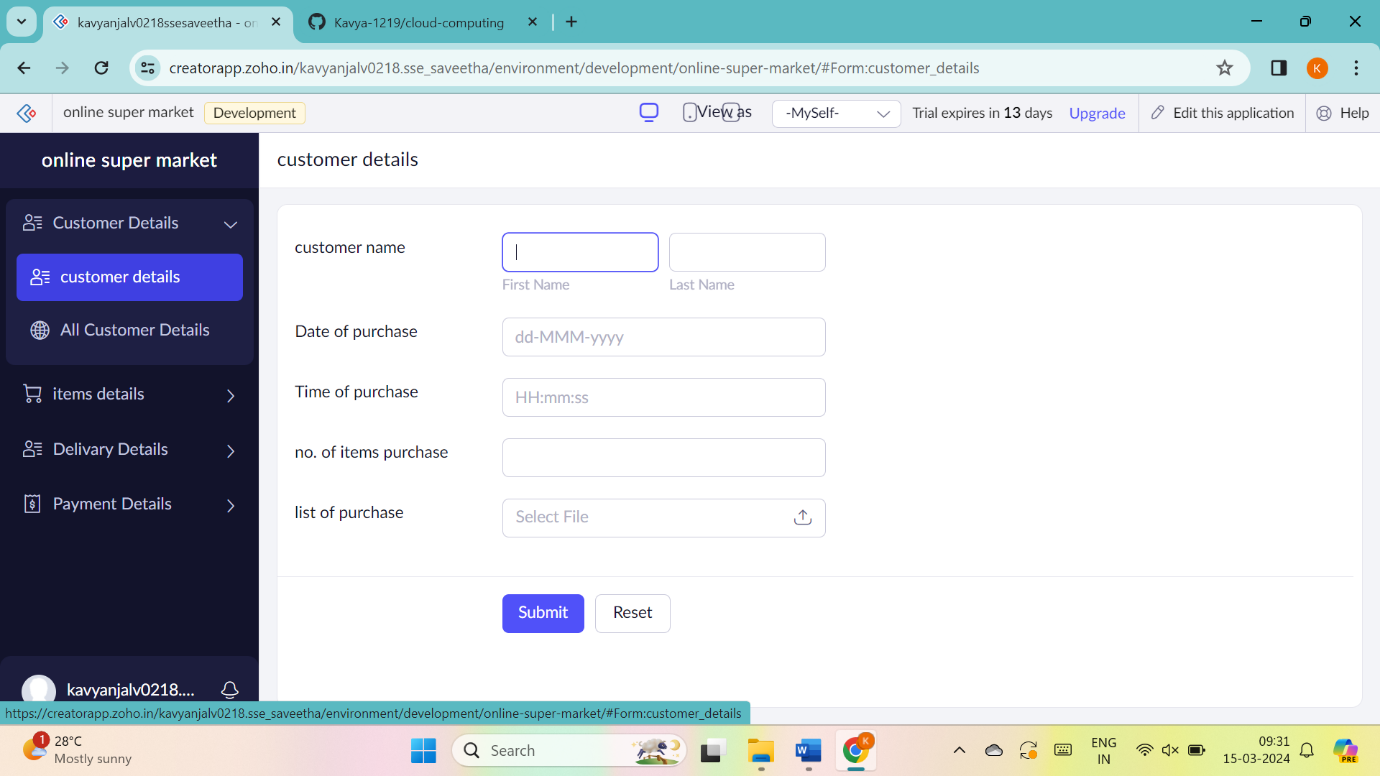 kavyanjalv0218ssesaveetha - on
Kavya-1219/cloud-computing
creatorapp.zoho.in/kavyanjalv0218.sse_saveetha/environment/development/online-super-market/#Form:customer_details
K
online super market
Development
View as
-MySelf-
Trial expires in 13 days
Upgrade
Edit this application
Help
online super market
customer details
Customer Details
customer details
All Customer Details
items details
Delivary Details
Payment Details
customer name
First Name
Last Name
Date of purchase
dd-MMM-yyyy
Time of purchase
HH:mm:ss
no. of items purchase
list of purchase
Select File
Submit
Reset
kavyanjalv0218....
https://creatorapp.zoho.in/kavyanjalv0218.sse_saveetha/environment/development/online-super-market/#Form:customer_details
1
28°C
Mostly sunny
Search
W
K
ENG
IN
09:31
15-03-2024
PRE